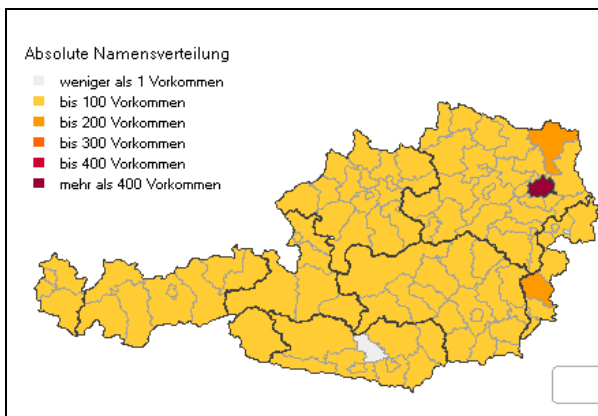 Absolute Namensverteilung
weniger als 1 Vorkommen
bis 100 Vorkommen
bis 200 Vorkommen
bis 300 Vorkommen
bis 400 Vorkommen
mehr als 400 Vorkommen